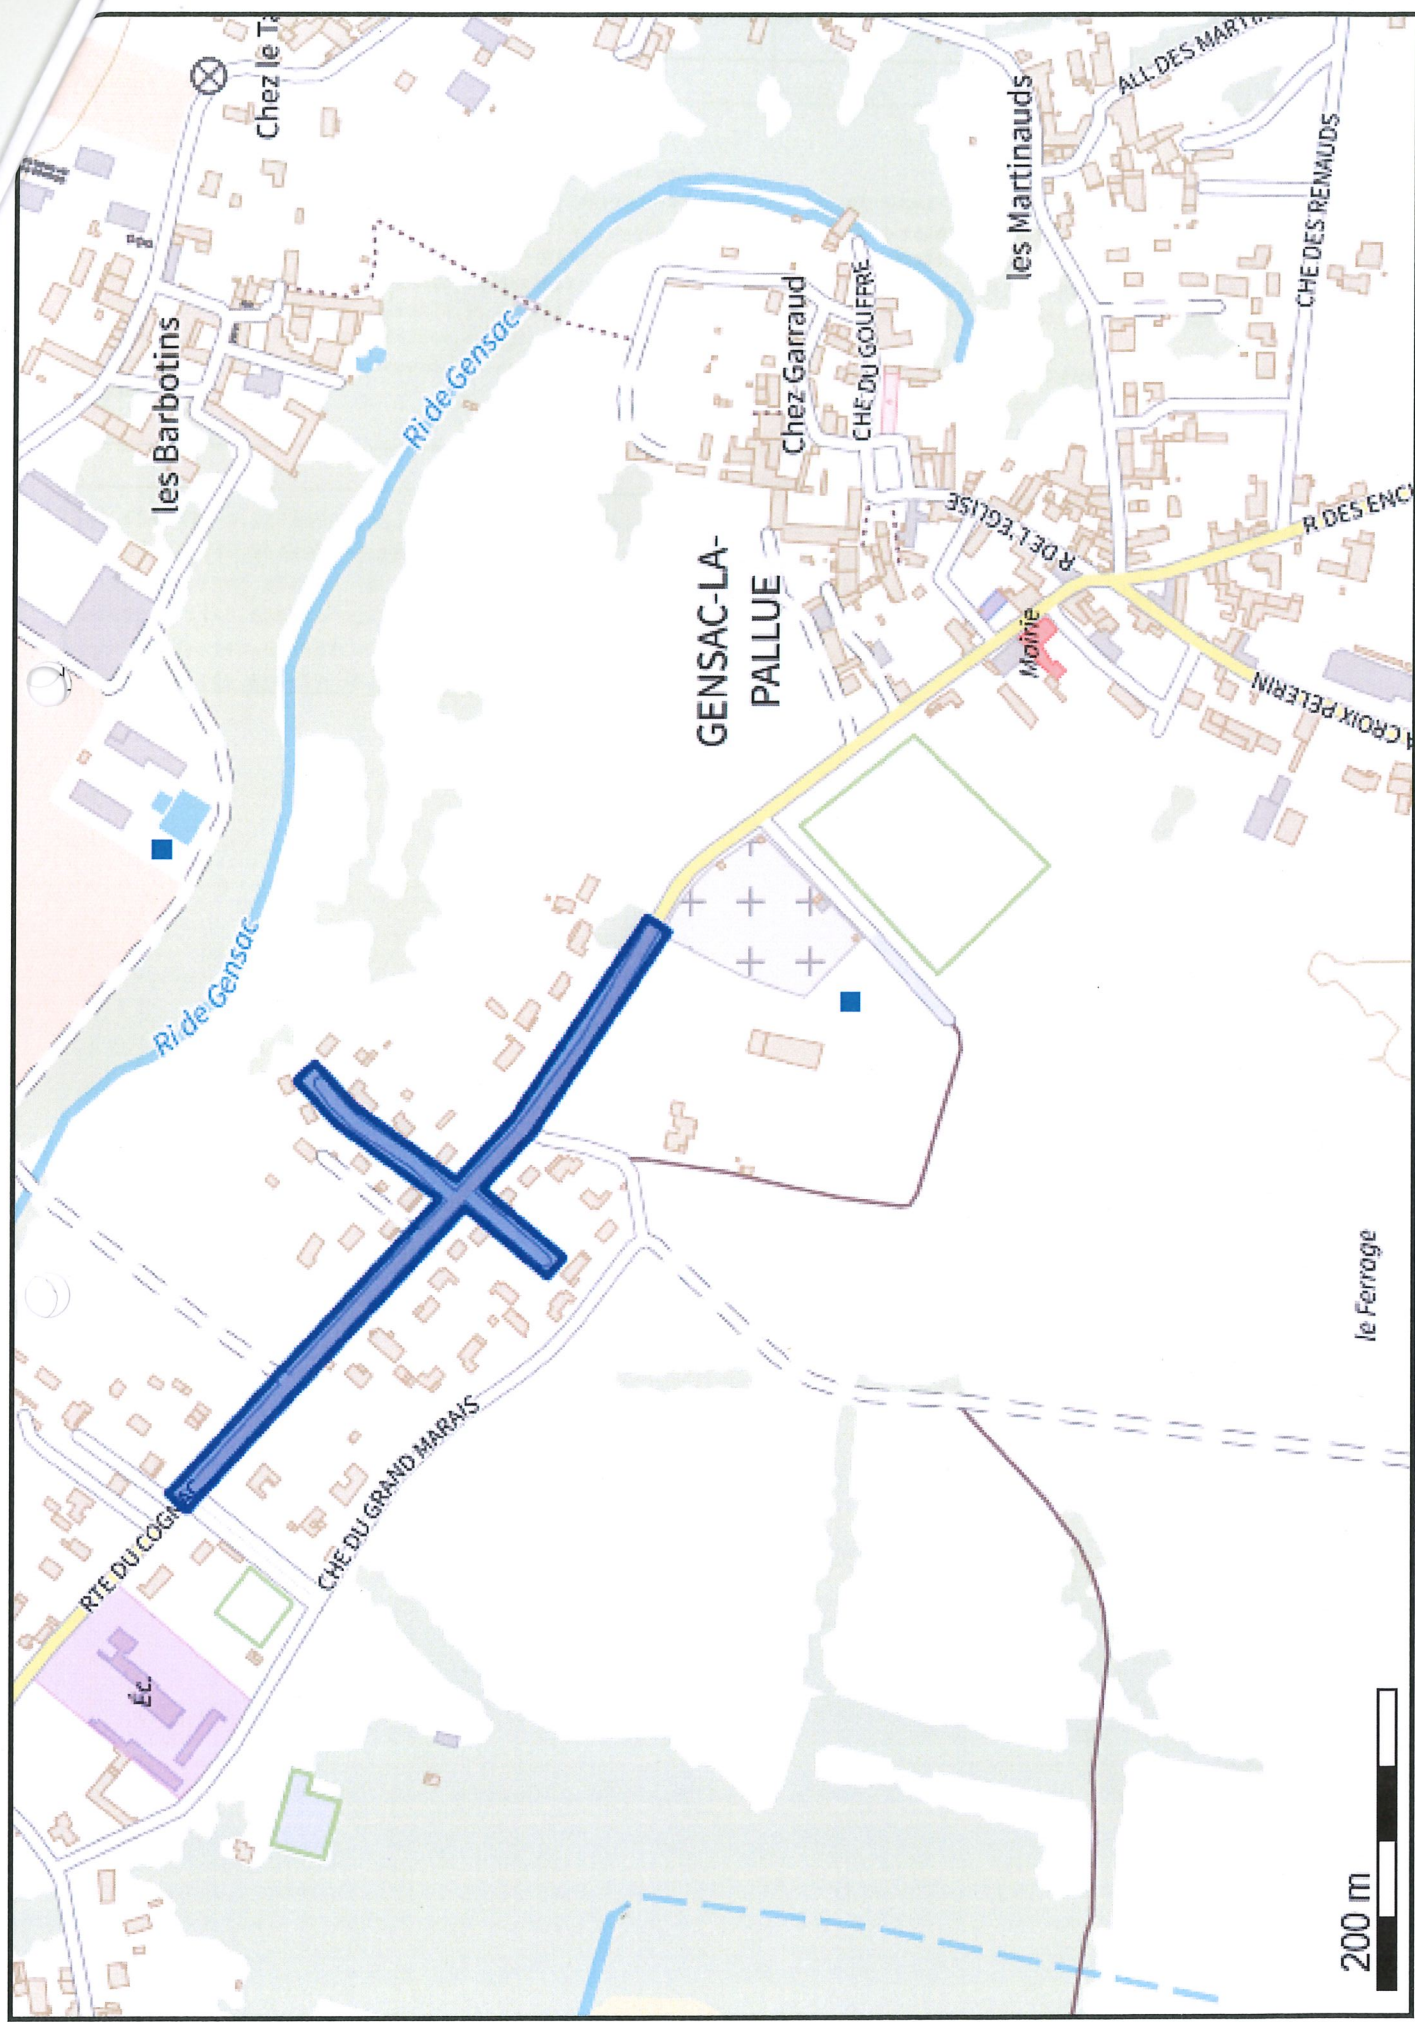 Chez le Ta
les Barbotins
Ri de Gensac
Ri de Gensac
les Martinauds
ALL DES MARTIN
CHE DES RENAUDS
Chez Garraud
CHE DU GOUFFRE
GENSAC-LA-
PALLUE
R DE L'EGLISE
Mairie
R DES ENC
A CROIX PELERIN
RTE DU COGNAC
CHE DU GRAND MARAIS
Éc.
le Ferrage
200 m